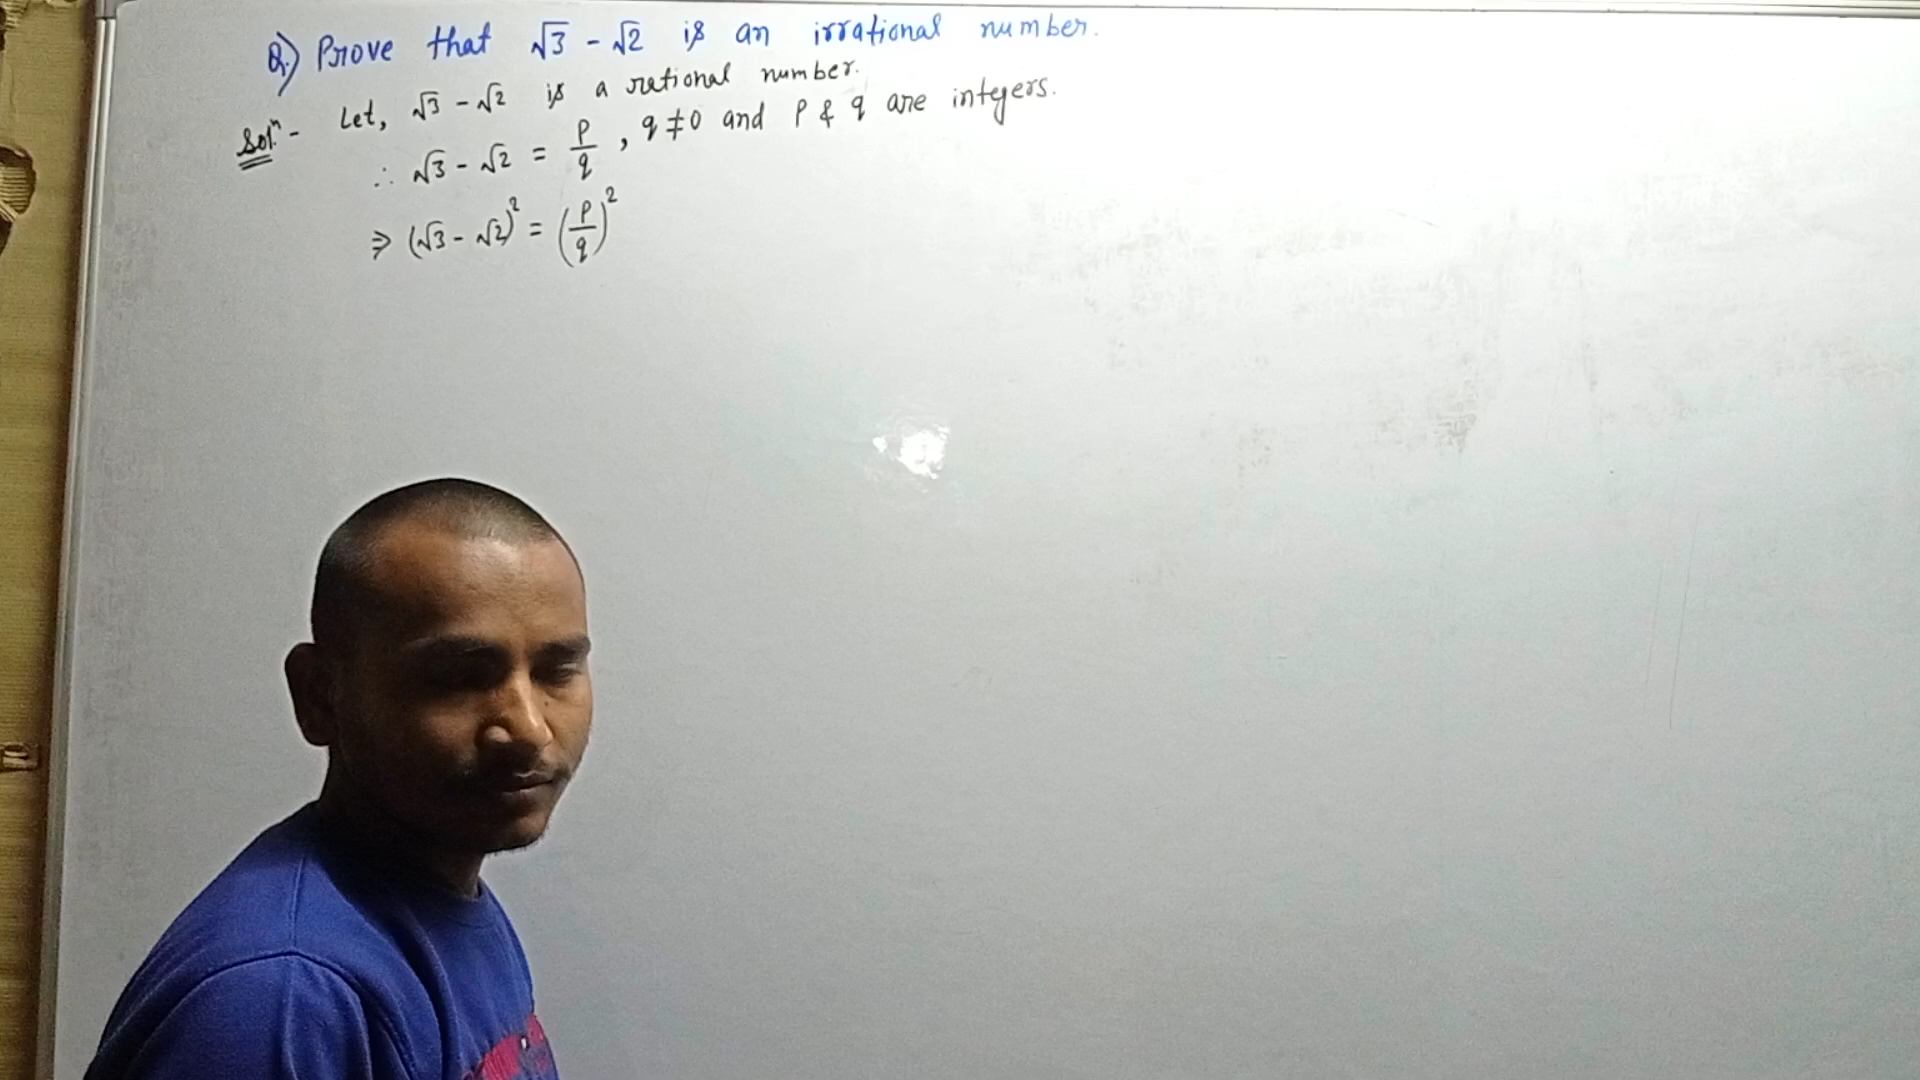 Q.) Prove that √3 - √2 is an irrational number.
Solⁿ.- Let, √3 - √2 is a rational number.
∴ √3 - √2 = p/q , q ≠ 0 and p & q are integers.
⇒ (√3 - √2)² = (p/q)²